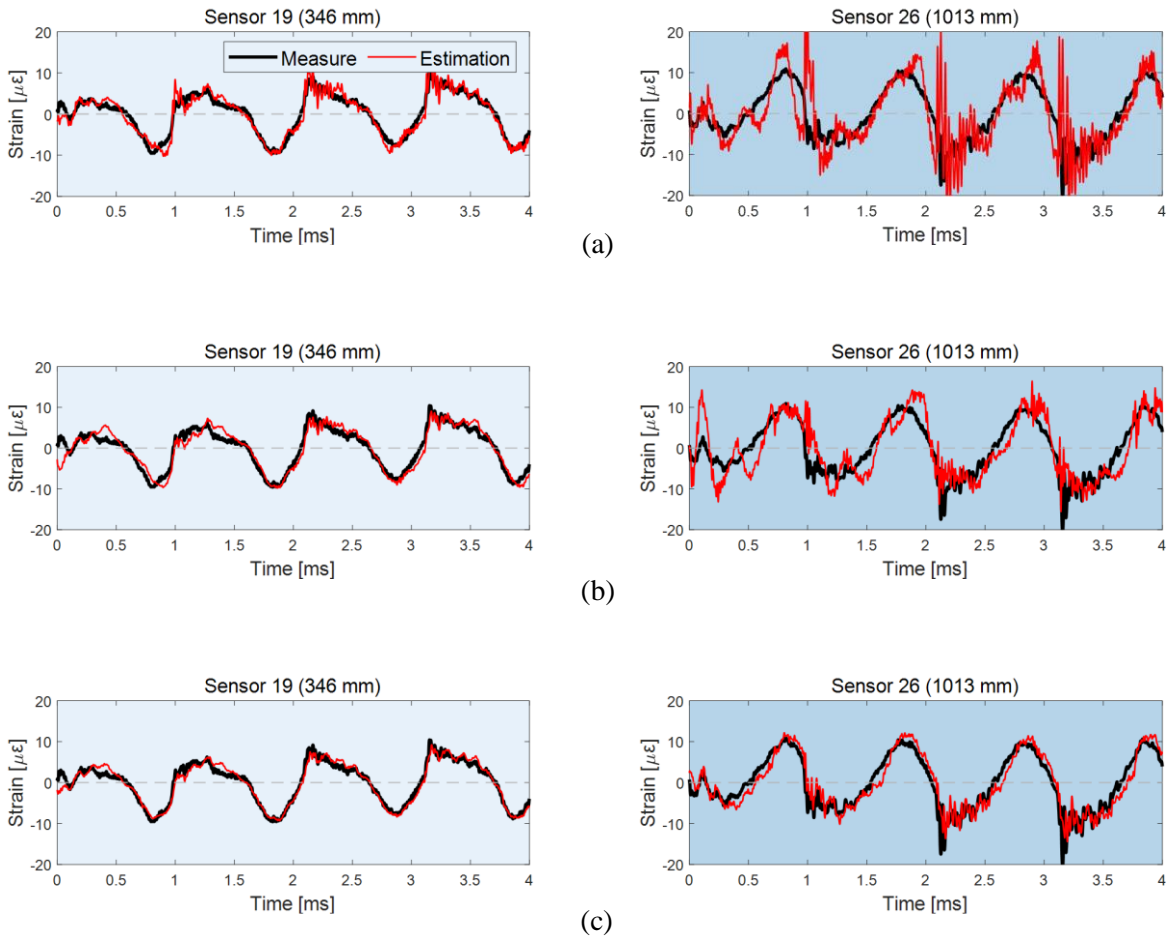 Sensor 19 (346 mm)
Sensor 26 (1013 mm)
20
10
0
-10
-20
Strain [με]
Measure
Estimation
0 0.5 1 1.5 2 2.5 3 3.5 4
Time [ms]
20
10
0
-10
-20
Strain [με]
0 0.5 1 1.5 2 2.5 3 3.5 4
Time [ms]
(a)
Sensor 19 (346 mm)
Sensor 26 (1013 mm)
20
10
0
-10
-20
Strain [με]
0 0.5 1 1.5 2 2.5 3 3.5 4
Time [ms]
20
10
0
-10
-20
Strain [με]
0 0.5 1 1.5 2 2.5 3 3.5 4
Time [ms]
(b)
Sensor 19 (346 mm)
Sensor 26 (1013 mm)
20
10
0
-10
-20
Strain [με]
0 0.5 1 1.5 2 2.5 3 3.5 4
Time [ms]
20
10
0
-10
-20
Strain [με]
0 0.5 1 1.5 2 2.5 3 3.5 4
Time [ms]
(c)